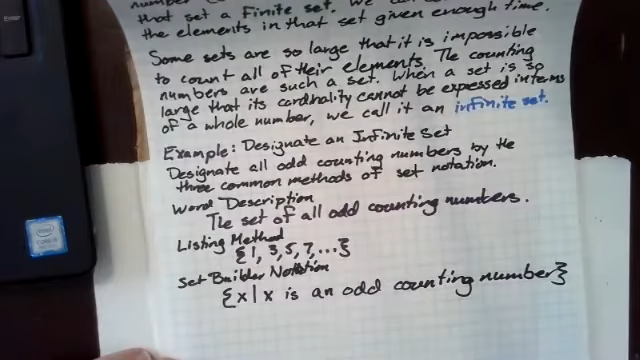 that set a finite set. We can
the elements in that set given enough time.
Some sets are so large that it is impossible
to count all of their elements. The counting
numbers are such a set. When a set is so
large that its cardinality cannot be expressed in terms
of a whole number, we call it an infinite set.
Example: Designate an Infinite Set
Designate all odd counting numbers by the
three common methods of set notation.
Word Description
The set of all odd counting numbers.
Listing Method
{1, 3, 5, 7, ...}
Set Builder Notation
{x | x is an odd counting number}
Enter
intel